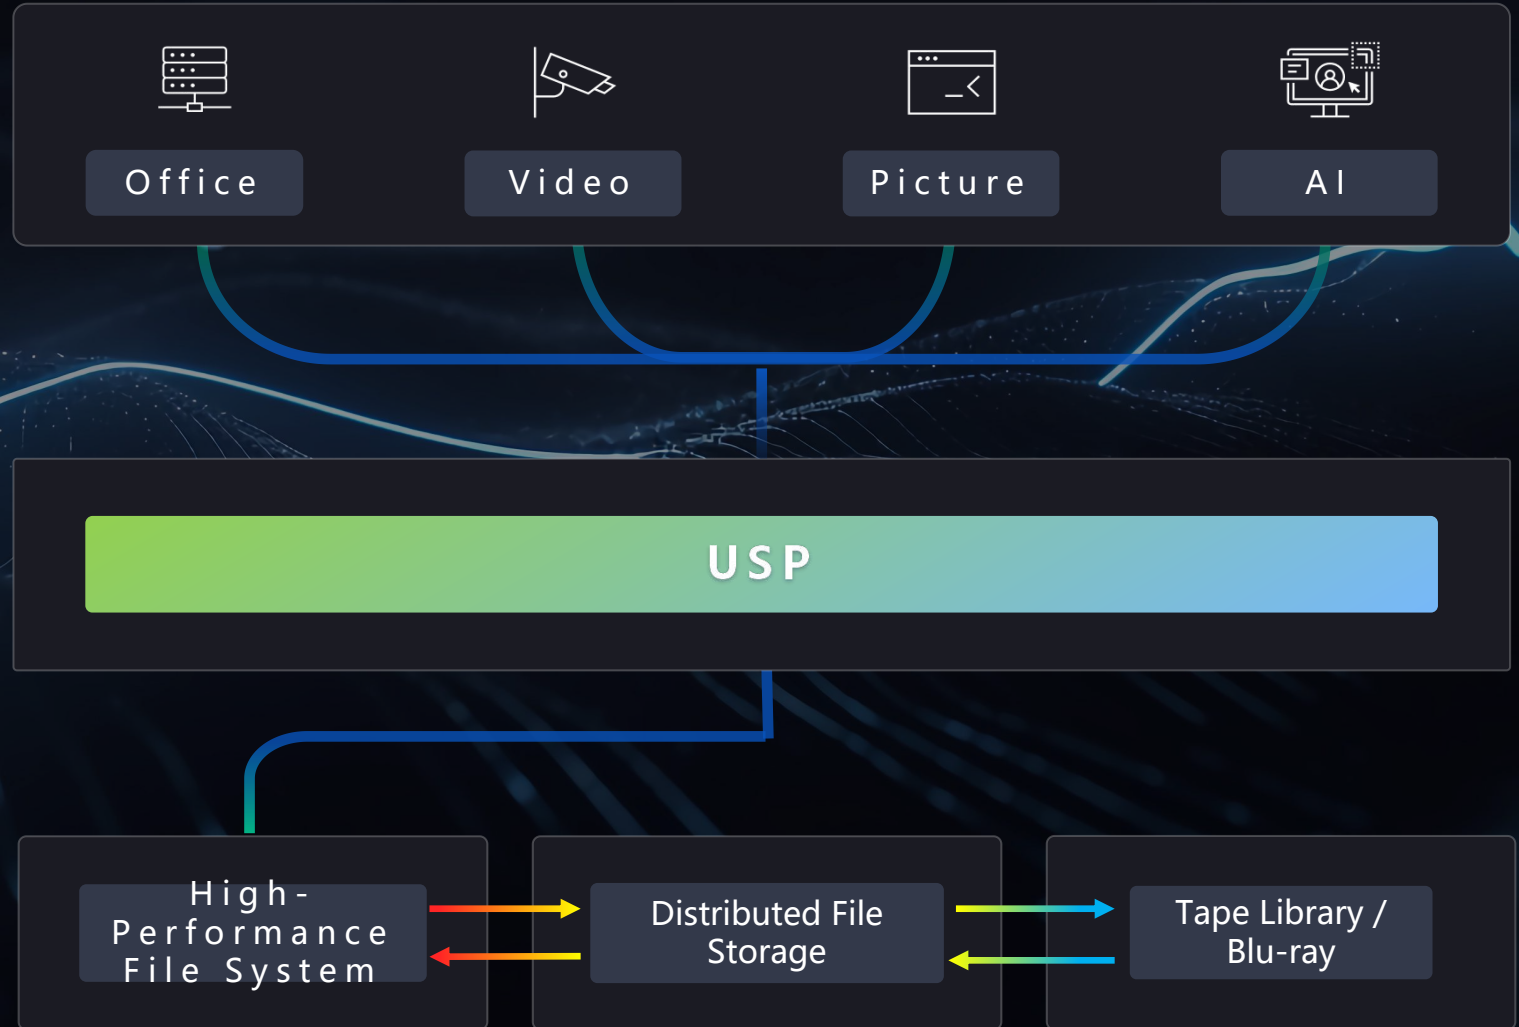 Office
Video
Picture
AI
USP
High-
Performance
File System
Distributed File
Storage
Tape Library /
Blu-ray